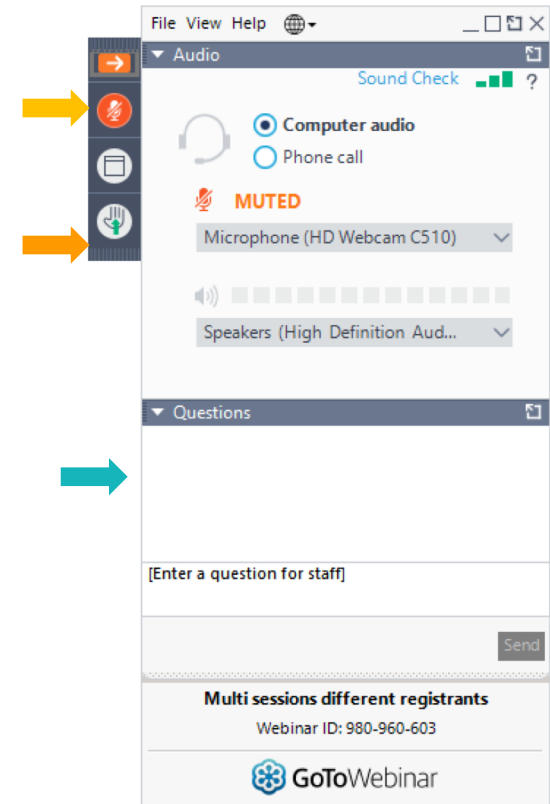 File View Help
Audio
Sound Check ?
Computer audio
Phone call
MUTED
Microphone (HD Webcam C510)
Speakers (High Definition Aud...
Questions
[Enter a question for staff]
Send
Multi sessions different registrants
Webinar ID: 980-960-603
GoToWebinar